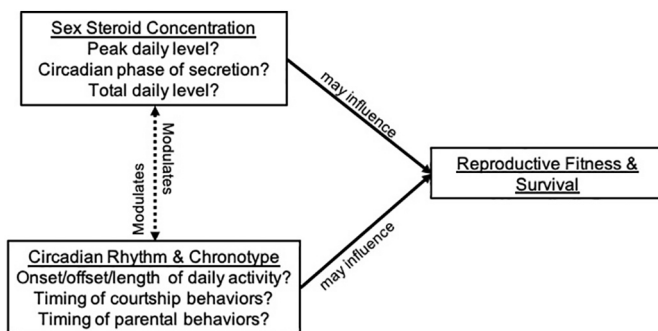 Sex Steroid Concentration
Peak daily level?
Circadian phase of secretion?
Total daily level?
may influence
Modulates
Modulates
Reproductive Fitness &
Survival
Circadian Rhythm & Chronotype
Onset/offset/length of daily activity?
Timing of courtship behaviors?
Timing of parental behaviors?
may influence